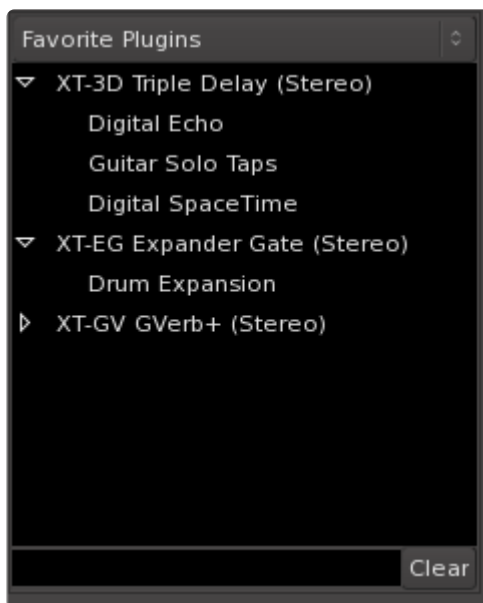 Favorite Plugins
XT-3D Triple Delay (Stereo)
Digital Echo
Guitar Solo Taps
Digital SpaceTime
XT-EG Expander Gate (Stereo)
Drum Expansion
XT-GV GVerb+ (Stereo)
Clear